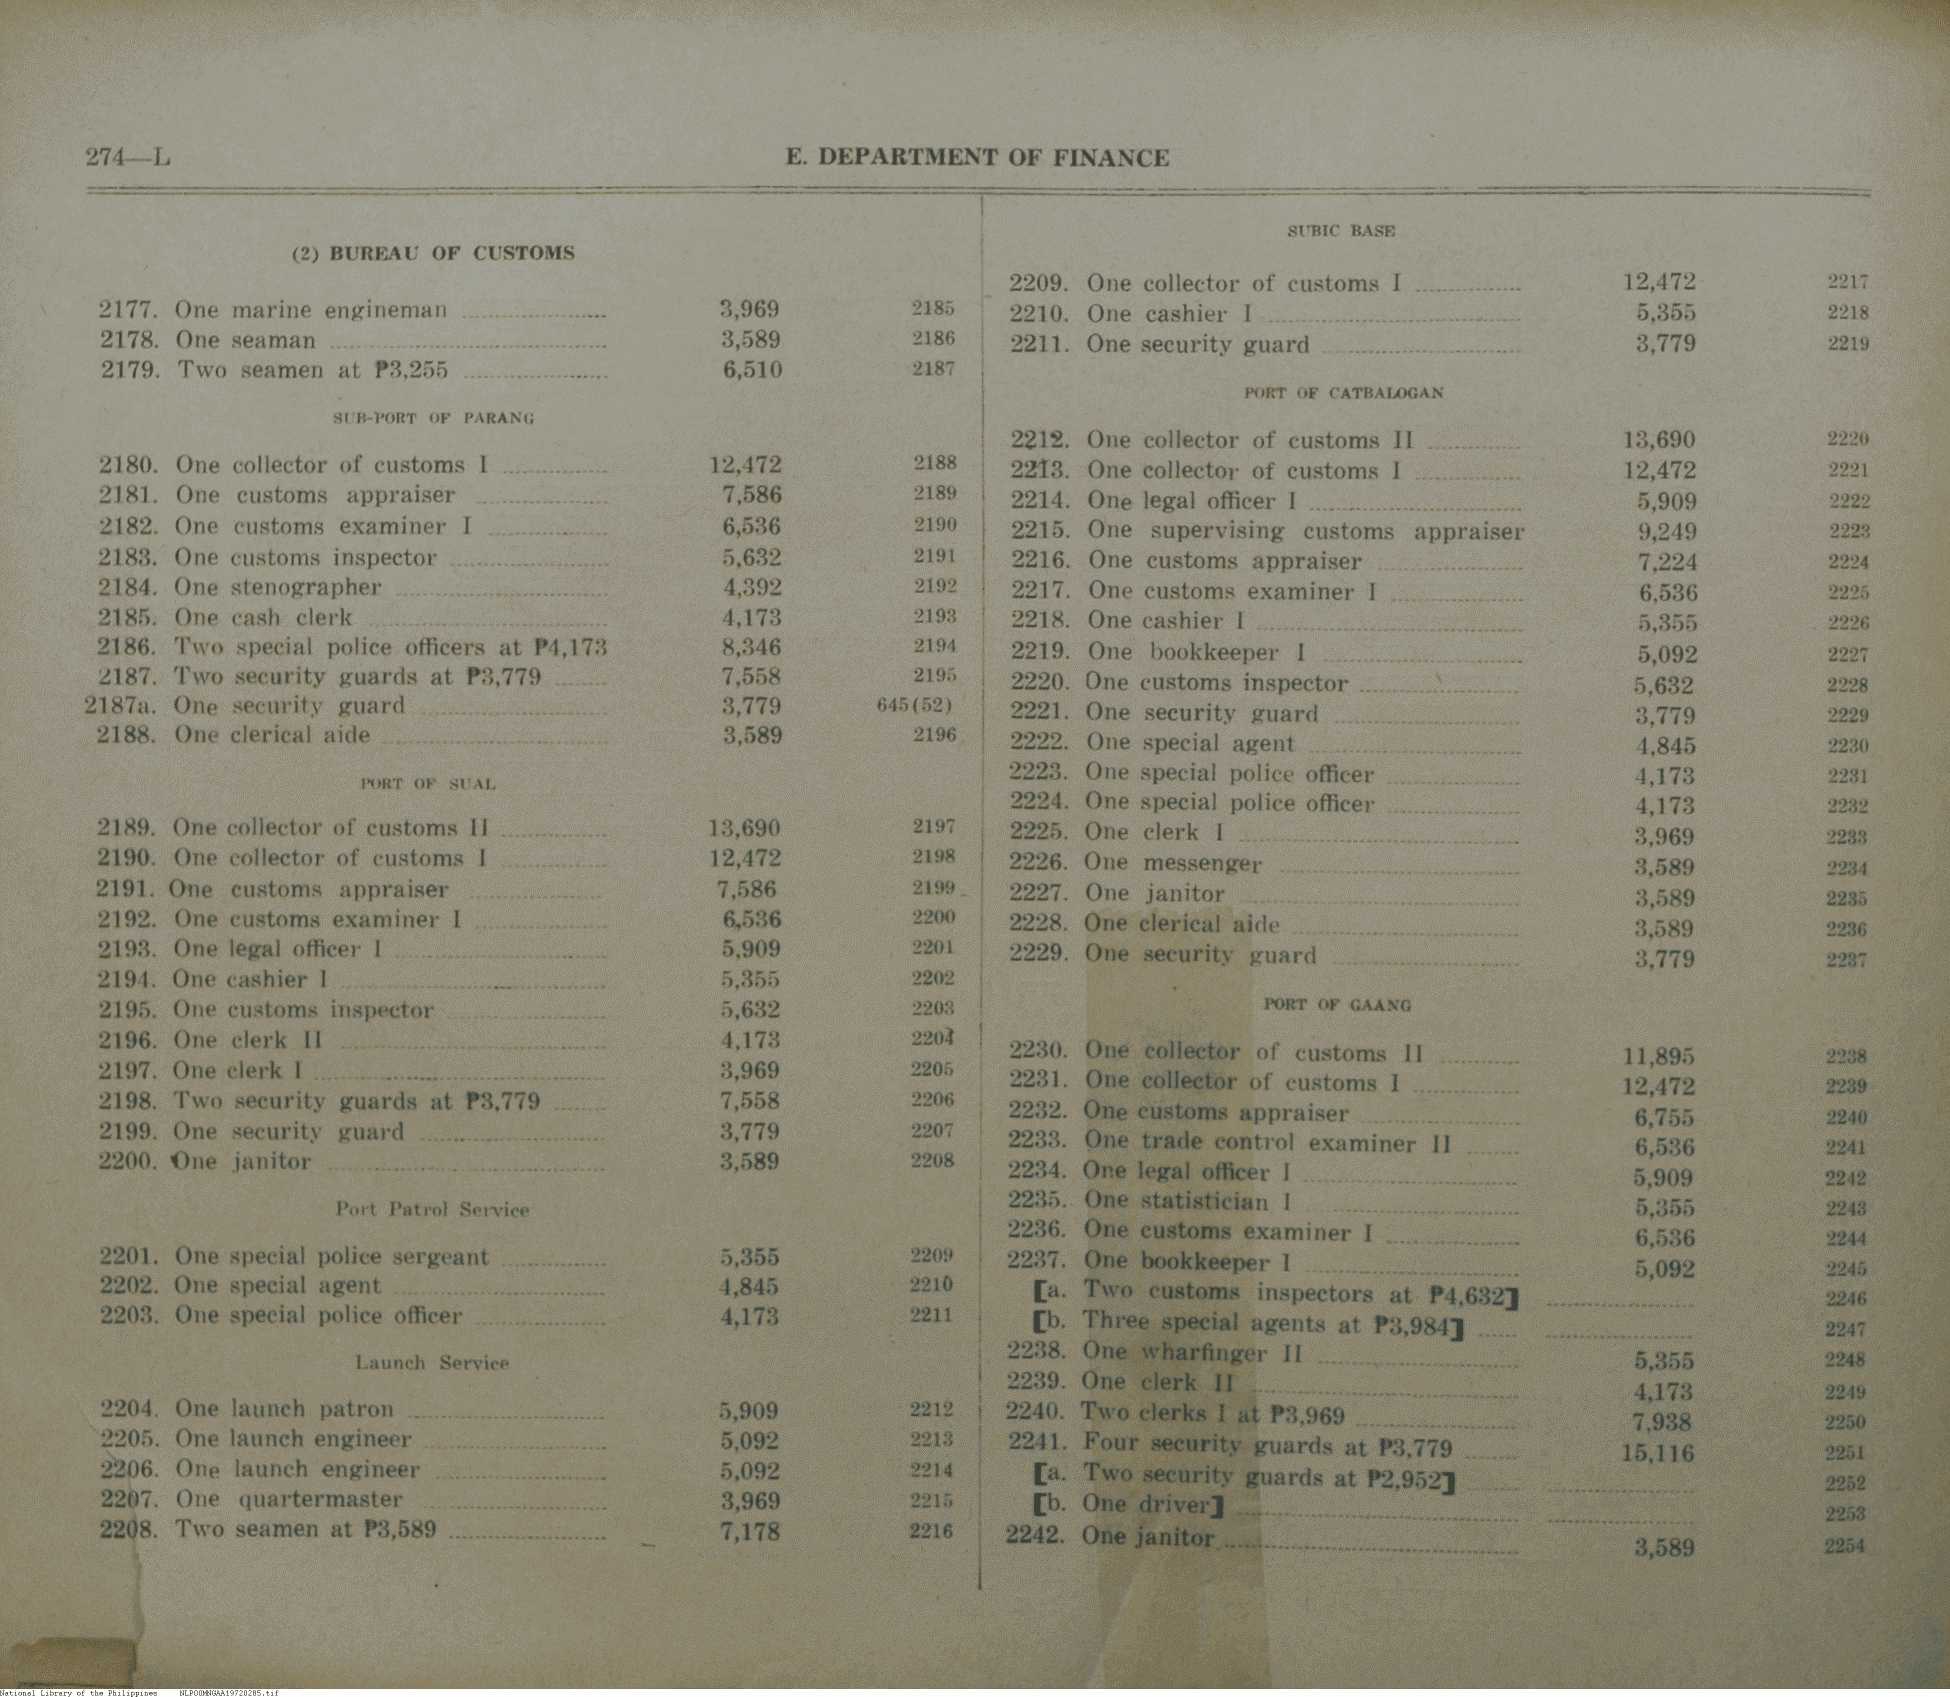 274—L
E. DEPARTMENT OF FINANCE
(2) BUREAU OF CUSTOMS
2177. One marine engineman 3,969 2185
2178. One seaman 3,589 2186
2179. Two seamen at ₱3,255 6,510 2187
SUB-PORT OF PARANG
2180. One collector of customs I 12,472 2188
2181. One customs appraiser 7,586 2189
2182. One customs examiner I 6,536 2190
2183. One customs inspector 5,632 2191
2184. One stenographer 4,392 2192
2185. One cash clerk 4,173 2193
2186. Two special police officers at ₱4,173 8,346 2194
2187. Two security guards at ₱3,779 7,558 2195
2187a. One security guard 3,779 645(52)
2188. One clerical aide 3,589 2196
PORT OF SUAL
2189. One collector of customs II 13,690 2197
2190. One collector of customs I 12,472 2198
2191. One customs appraiser 7,586 2199
2192. One customs examiner I 6,536 2200
2193. One legal officer I 5,909 2201
2194. One cashier I 5,355 2202
2195. One customs inspector 5,632 2203
2196. One clerk II 4,173 2204
2197. One clerk I 3,969 2205
2198. Two security guards at ₱3,779 7,558 2206
2199. One security guard 3,779 2207
2200. One janitor 3,589 2208
Port Patrol Service
2201. One special police sergeant 5,355 2209
2202. One special agent 4,845 2210
2203. One special police officer 4,173 2211
Launch Service
2204. One launch patron 5,909 2212
2205. One launch engineer 5,092 2213
2206. One launch engineer 5,092 2214
2207. One quartermaster 3,969 2215
2208. Two seamen at ₱3,589 7,178 2216
SUBIC BASE
2209. One collector of customs I 12,472 2217
2210. One cashier I 5,355 2218
2211. One security guard 3,779 2219
PORT OF CATBALOGAN
2212. One collector of customs II 13,690 2220
2213. One collector of customs I 12,472 2221
2214. One legal officer I 5,909 2222
2215. One supervising customs appraiser 9,249 2223
2216. One customs appraiser 7,224 2224
2217. One customs examiner I 6,536 2225
2218. One cashier I 5,355 2226
2219. One bookkeeper I 5,092 2227
2220. One customs inspector 5,632 2228
2221. One security guard 3,779 2229
2222. One special agent 4,845 2230
2223. One special police officer 4,173 2231
2224. One special police officer 4,173 2232
2225. One clerk I 3,969 2233
2226. One messenger 3,589 2234
2227. One janitor 3,589 2235
2228. One clerical aide 3,589 2236
2229. One security guard 3,779 2237
PORT OF GAANG
2230. One collector of customs II 11,895 2238
2231. One collector of customs I 12,472 2239
2232. One customs appraiser 6,755 2240
2233. One trade control examiner II 6,536 2241
2234. One legal officer I 5,909 2242
2235. One statistician I 5,355 2243
2236. One customs examiner I 6,536 2244
2237. One bookkeeper I 5,092 2245
[a. Two customs inspectors at ₱4,632] 2246
[b. Three special agents at ₱3,984] 2247
2238. One wharfinger II 5,355 2248
2239. One clerk II 4,173 2249
2240. Two clerks I at ₱3,969 7,938 2250
2241. Four security guards at ₱3,779 15,116 2251
[a. Two security guards at ₱2,952] 2252
[b. One driver] 2253
2242. One janitor 3,589 2254
National Library of the Philippines NLPO0MNGAA19720285.tif